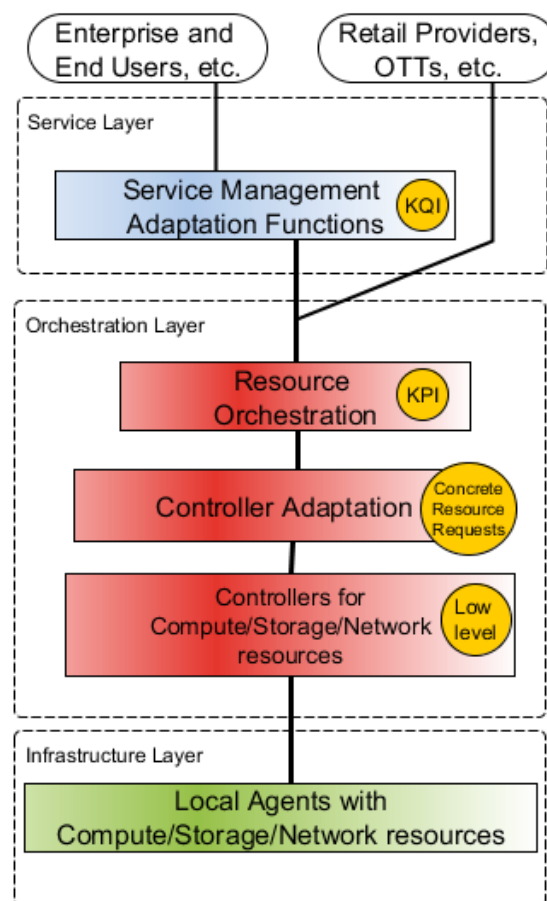 Enterprise and
End Users, etc.
Retail Providers,
OTTs, etc.
Service Layer
Service Management
Adaptation Functions
KQI
Orchestration Layer
Resource
Orchestration
KPI
Controller Adaptation
Concrete
Resource
Requests
Controllers for
Compute/Storage/Network
resources
Low
level
Infrastructure Layer
Local Agents with
Compute/Storage/Network resources